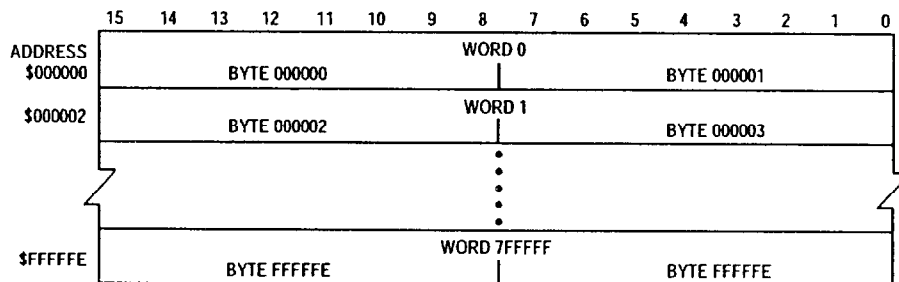 15 14 13 12 11 10 9 8 7 6 5 4 3 2 1 0
ADDRESS
WORD 0
$000000
BYTE 000000
BYTE 000001
$000002
WORD 1
BYTE 000002
BYTE 000003
$FFFFFE
WORD 7FFFFF
BYTE FFFFFE
BYTE FFFFFE